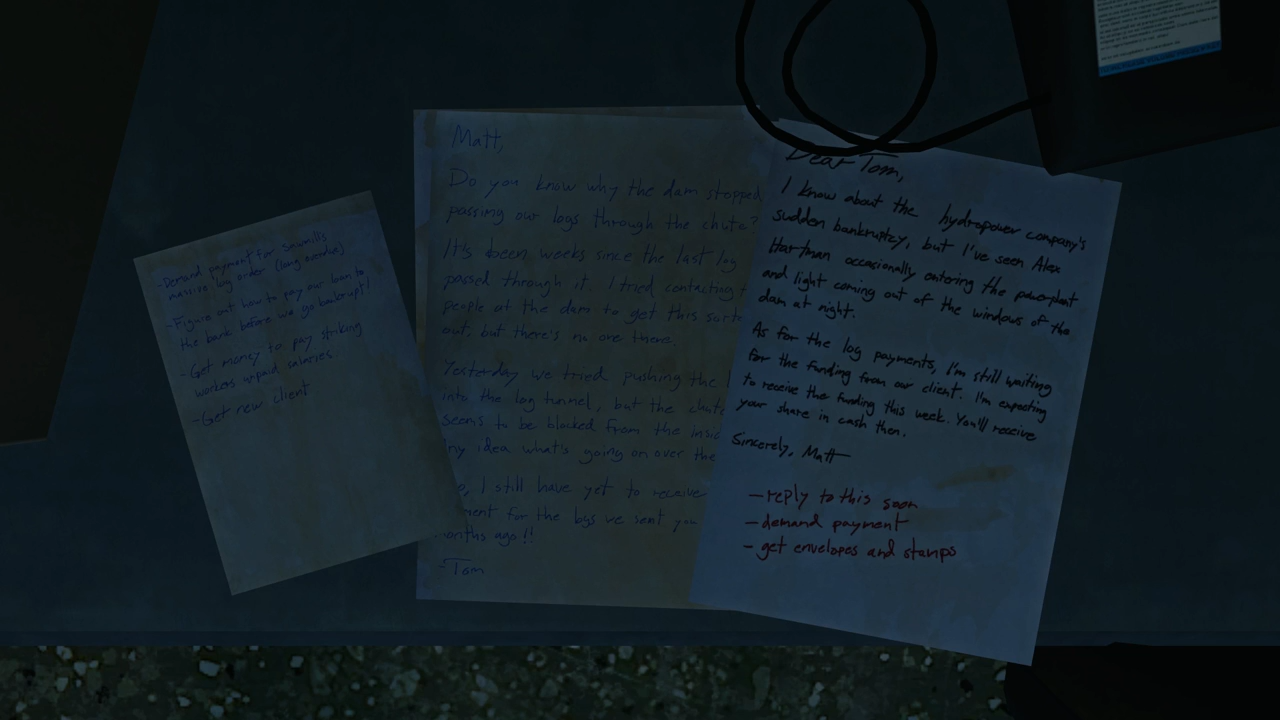 -Demand payment for sawmill's
massive log order (long overdue)
-Figure out how to pay our loan to
the bank before we go bankrupt!
-Get money to pay striking
workers unpaid salaries.
-Get new client
Matt,
Do you know why the dam stopped
passing our logs through the chute?
It's been weeks since the last log
passed through it. I tried contacting
people at the dam to get this
out, but there's no one there.
Yesterday we tried pushing the
into the log tunnel, but the
seems to be blocked from the
any idea what's going on over
I still have yet to receive
for the logs we sent you
months ago!!
-Tom
Dear Tom,
I know about the hydropower company's
sudden bankruptzy, but I've seen Alex
Hartman occasionally entering the powerplant
and light coming out of the windows of the
dam at night.
As for the log payments, I'm still waiting
for the funding from our client. I'm expecting
to receive the funding this week. You'll receive
your share in cash then.
Sincerely, Matt
-reply to this soon
-demand payment
-get envelopes and stamps